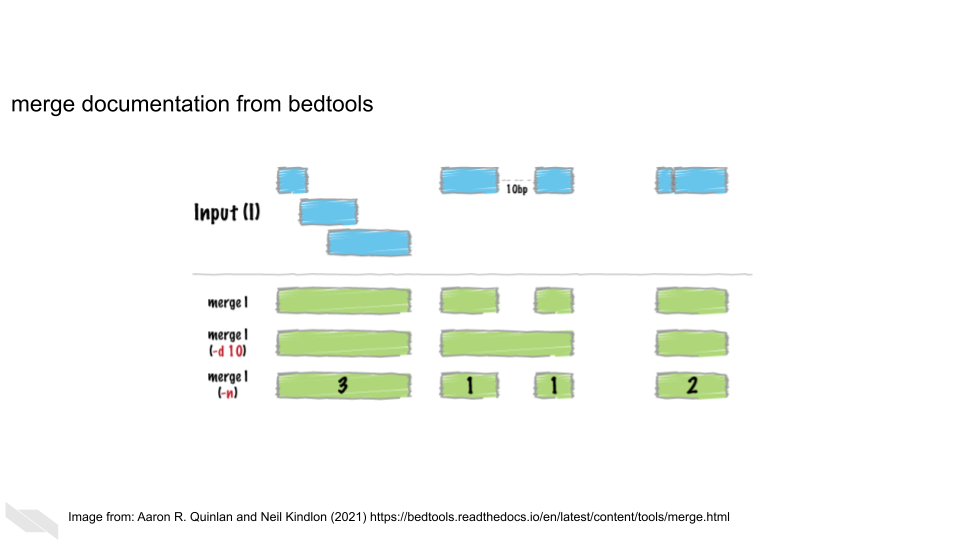 merge documentation from bedtools
10bp
Input (I)
merge I
merge I
(-d 10)
merge I
(-n)
3 1 1 2
Image from: Aaron R. Quinlan and Neil Kindlon (2021) https://bedtools.readthedocs.io/en/latest/content/tools/merge.html